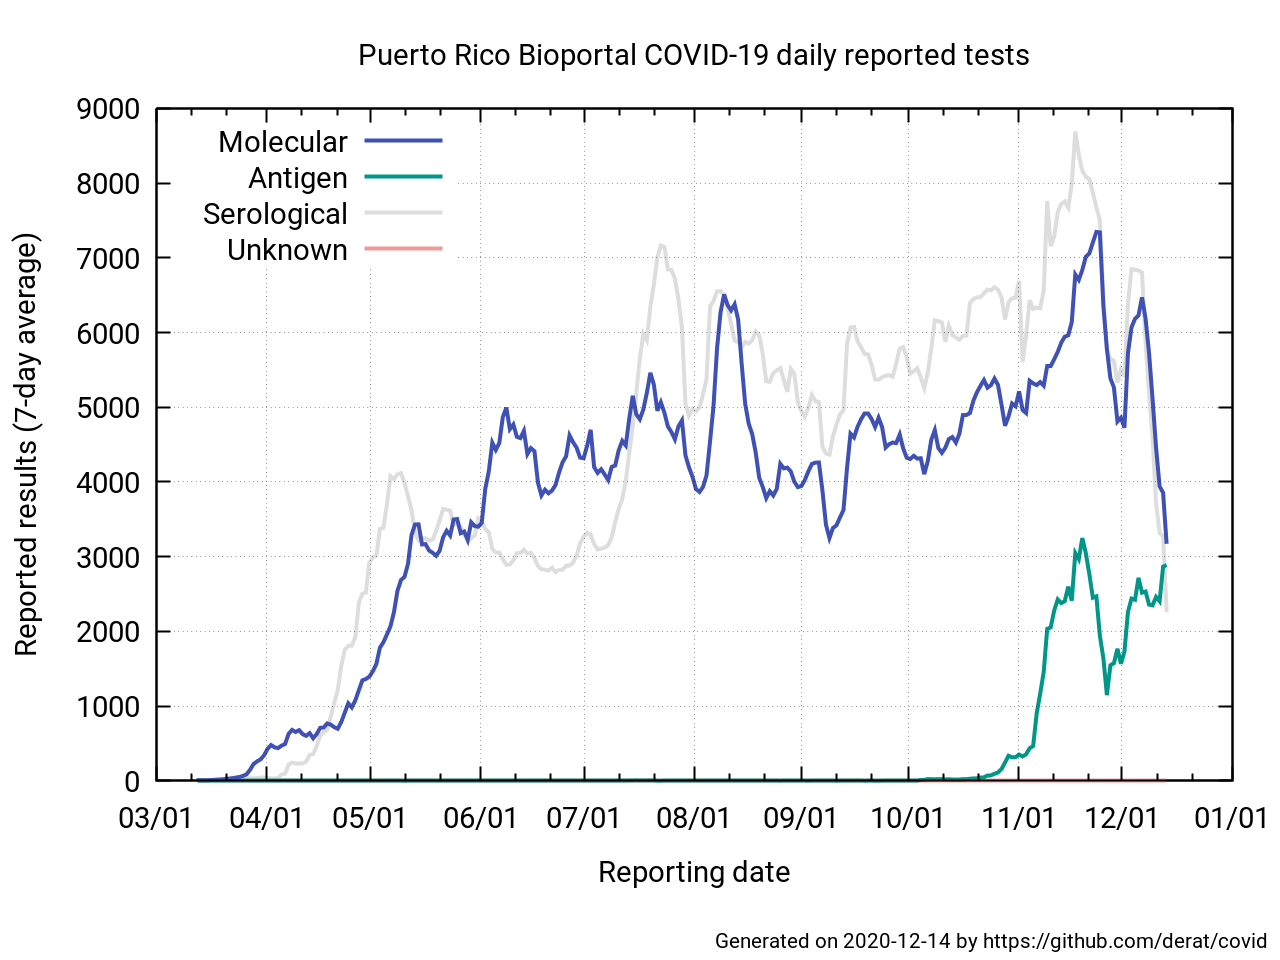 Puerto Rico Bioportal COVID-19 daily reported tests
Molecular
Antigen
Serological
Unknown
9000
8000
7000
6000
5000
4000
3000
2000
1000
0
Reported results (7-day average)
03/01 04/01 05/01 06/01 07/01 08/01 09/01 10/01 11/01 12/01 01/01
Reporting date
Generated on 2020-12-14 by https://github.com/derat/covid